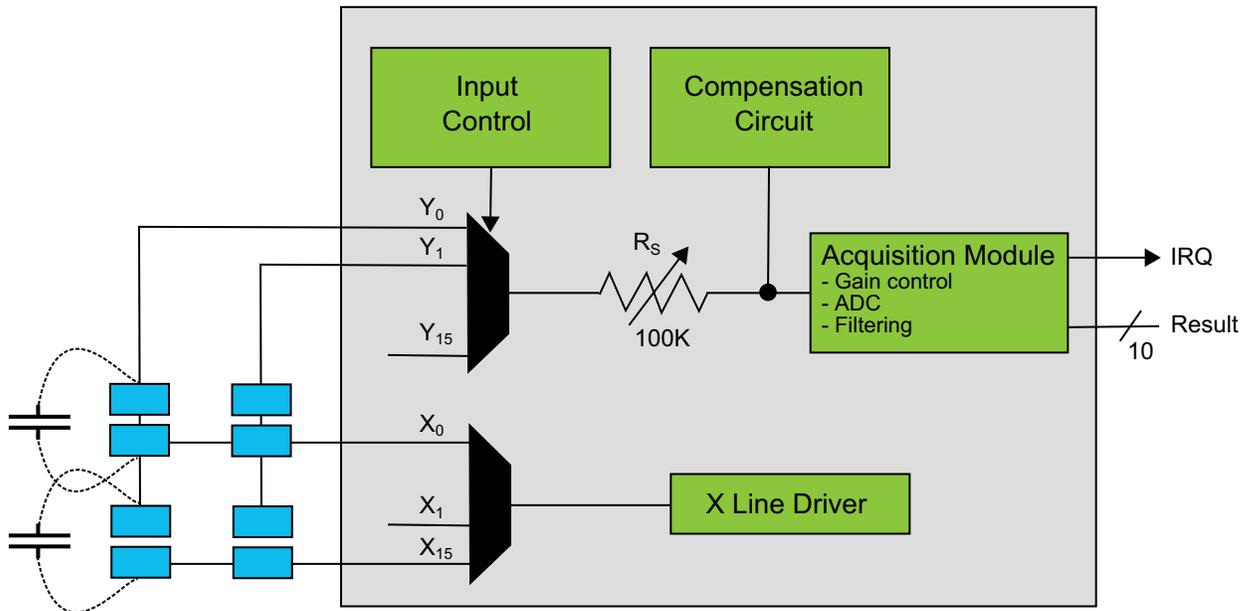 Input
Control
Compensation
Circuit
Y0
Y1
Y15
RS
100K
Acquisition Module
- Gain control
- ADC
- Filtering
IRQ
Result
10
X0
X1
X15
X Line Driver